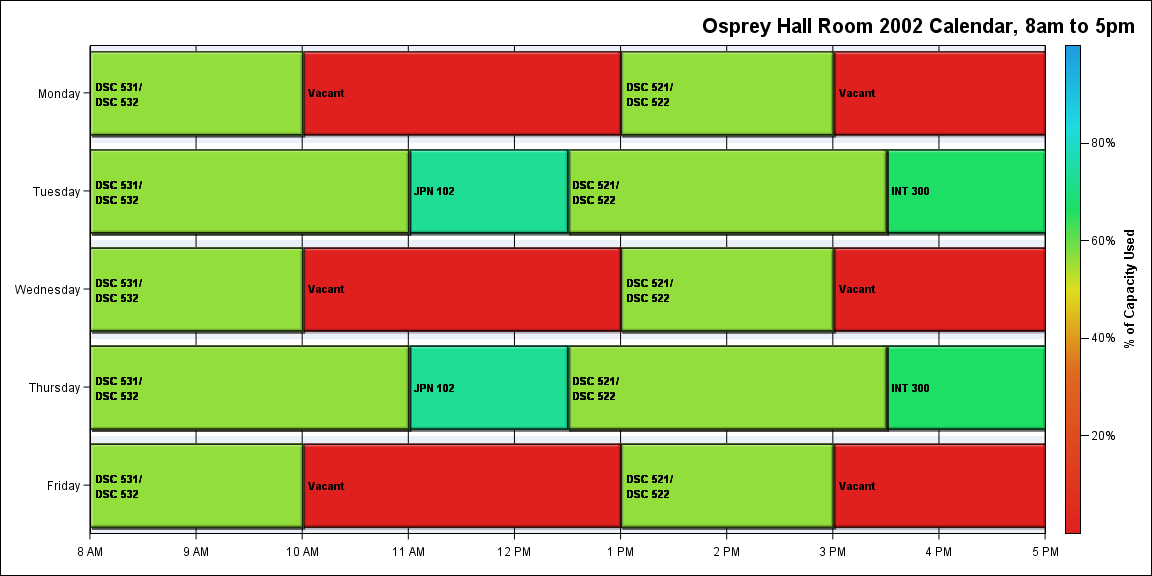 Osprey Hall Room 2002 Calendar, 8am to 5pm
Monday
DSC 531/
DSC 532
Vacant
DSC 521/
DSC 522
Vacant
Tuesday
DSC 531/
DSC 532
JPN 102
DSC 521/
DSC 522
INT 300
Wednesday
DSC 531/
DSC 532
Vacant
DSC 521/
DSC 522
Vacant
Thursday
DSC 531/
DSC 532
JPN 102
DSC 521/
DSC 522
INT 300
Friday
DSC 531/
DSC 532
Vacant
DSC 521/
DSC 522
Vacant
8 AM 9 AM 10 AM 11 AM 12 PM 1 PM 2 PM 3 PM 4 PM 5 PM
80%
60%
40%
20%
% of Capacity Used